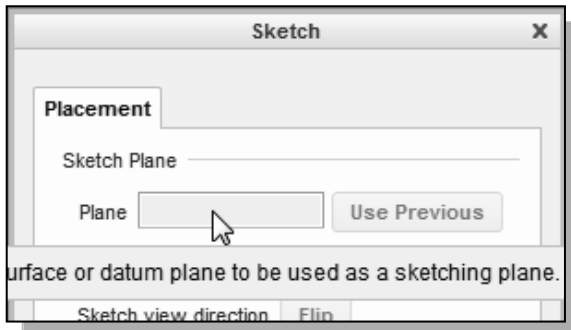 Sketch
Placement
Sketch Plane
Plane Use Previous
urface or datum plane to be used as a sketching plane.
Sketch view direction Flip